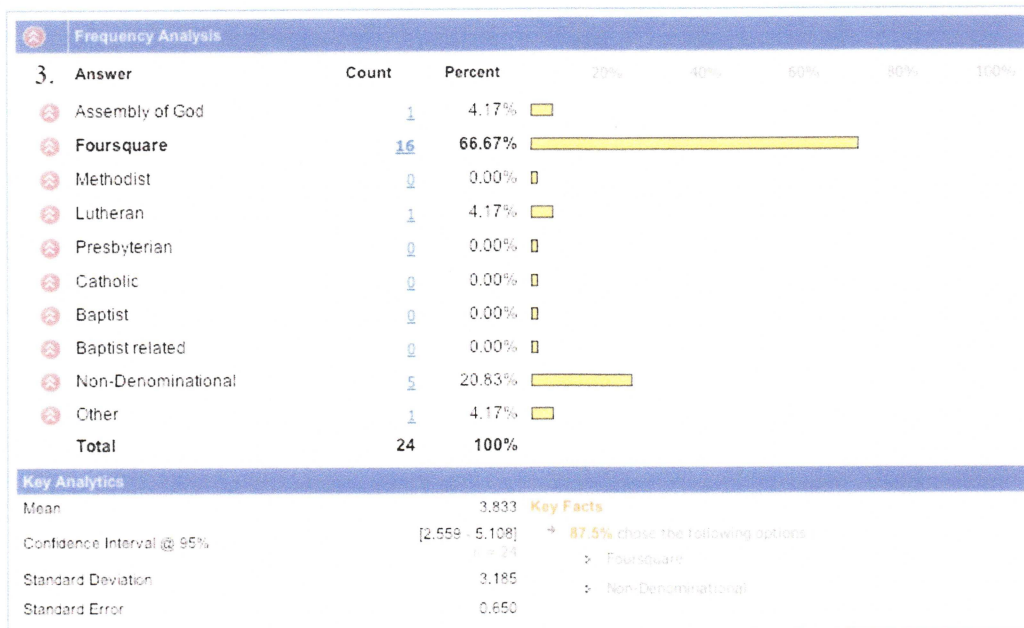 Frequency Analysis
3. Answer Count Percent 20% 40% 60% 80% 100%
Assembly of God 1 4.17%
Foursquare 16 66.67%
Methodist 0 0.00%
Lutheran 1 4.17%
Presbyterian 0 0.00%
Catholic 0 0.00%
Baptist 0 0.00%
Baptist related 0 0.00%
Non-Denominational 5 20.83%
Other 1 4.17%
Total 24 100%
Key Analytics
Mean 3.833 Key Facts
Confidence Interval @ 95% [2.559 - 5.108] 87.5% chose the following options
n = 24
Foursquare
Standard Deviation 3.185
Non-Denominational
Standard Error 0.650